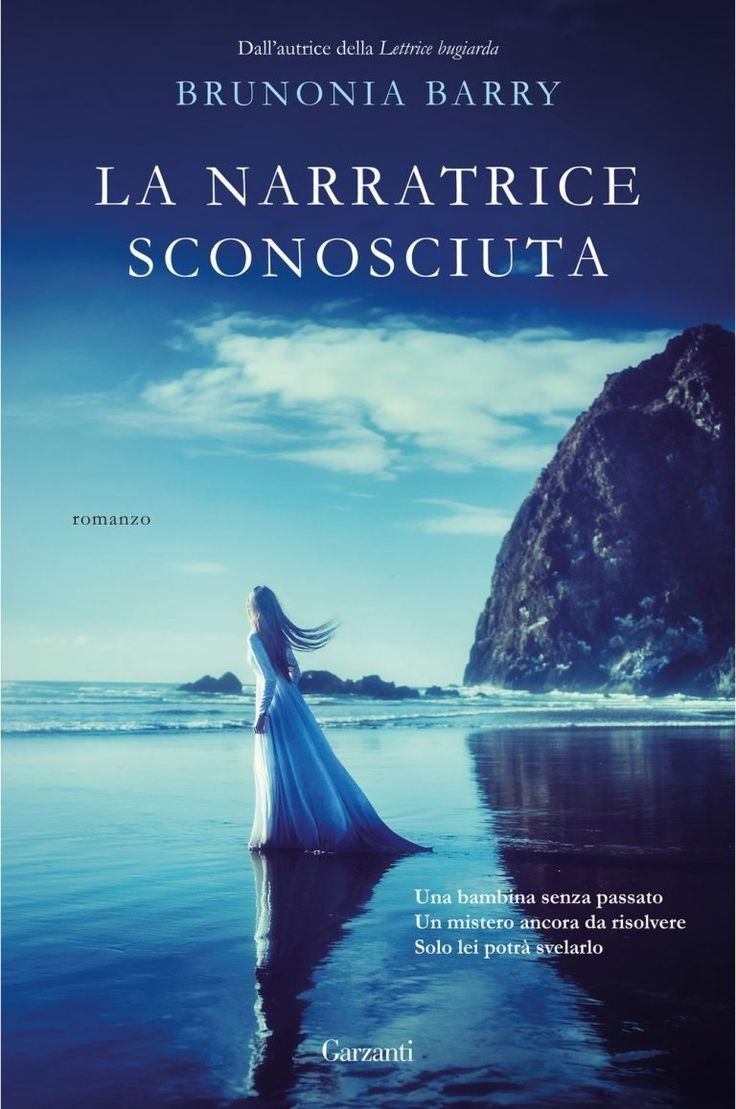 Dall'autrice della Lettrice bugiarda
BRUNONIA BARRY
LA NARRATRICE
SCONOSCIUTA
romanzo
Una bambina senza passato
Un mistero ancora da risolvere
Solo lei potrà svelarlo
Garzanti